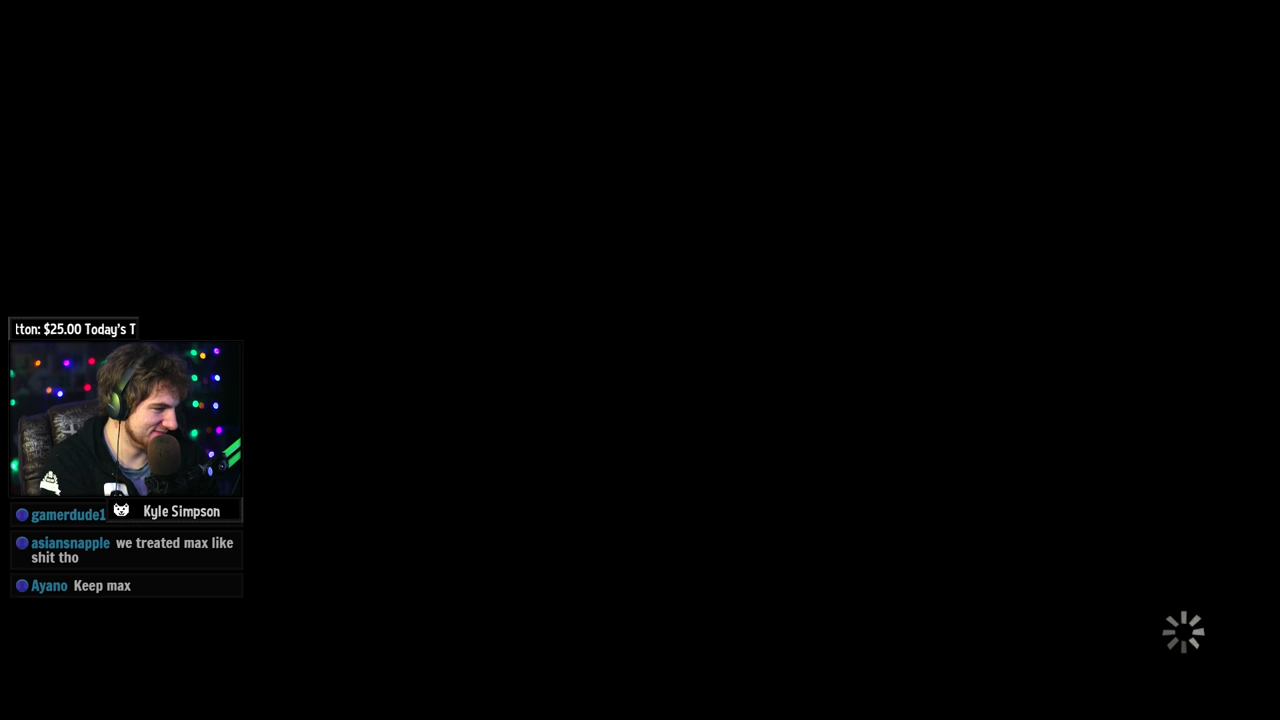 tton: $25.00 Today's T
gamerdude1
Kyle Simpson
asiansnapple we treated max like
shit tho
Ayano Keep max